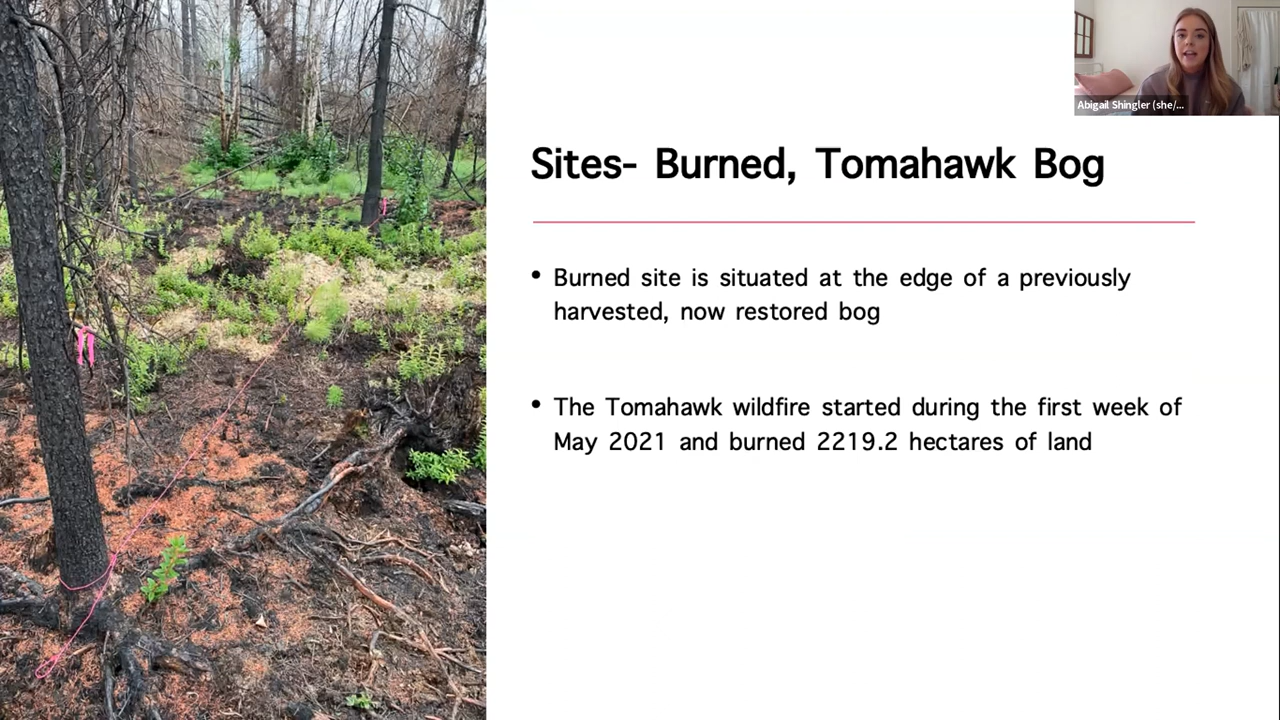 Abigail Shingler (she/...
Sites- Burned, Tomahawk Bog
• Burned site is situated at the edge of a previously
harvested, now restored bog
• The Tomahawk wildfire started during the first week of
May 2021 and burned 2219.2 hectares of land